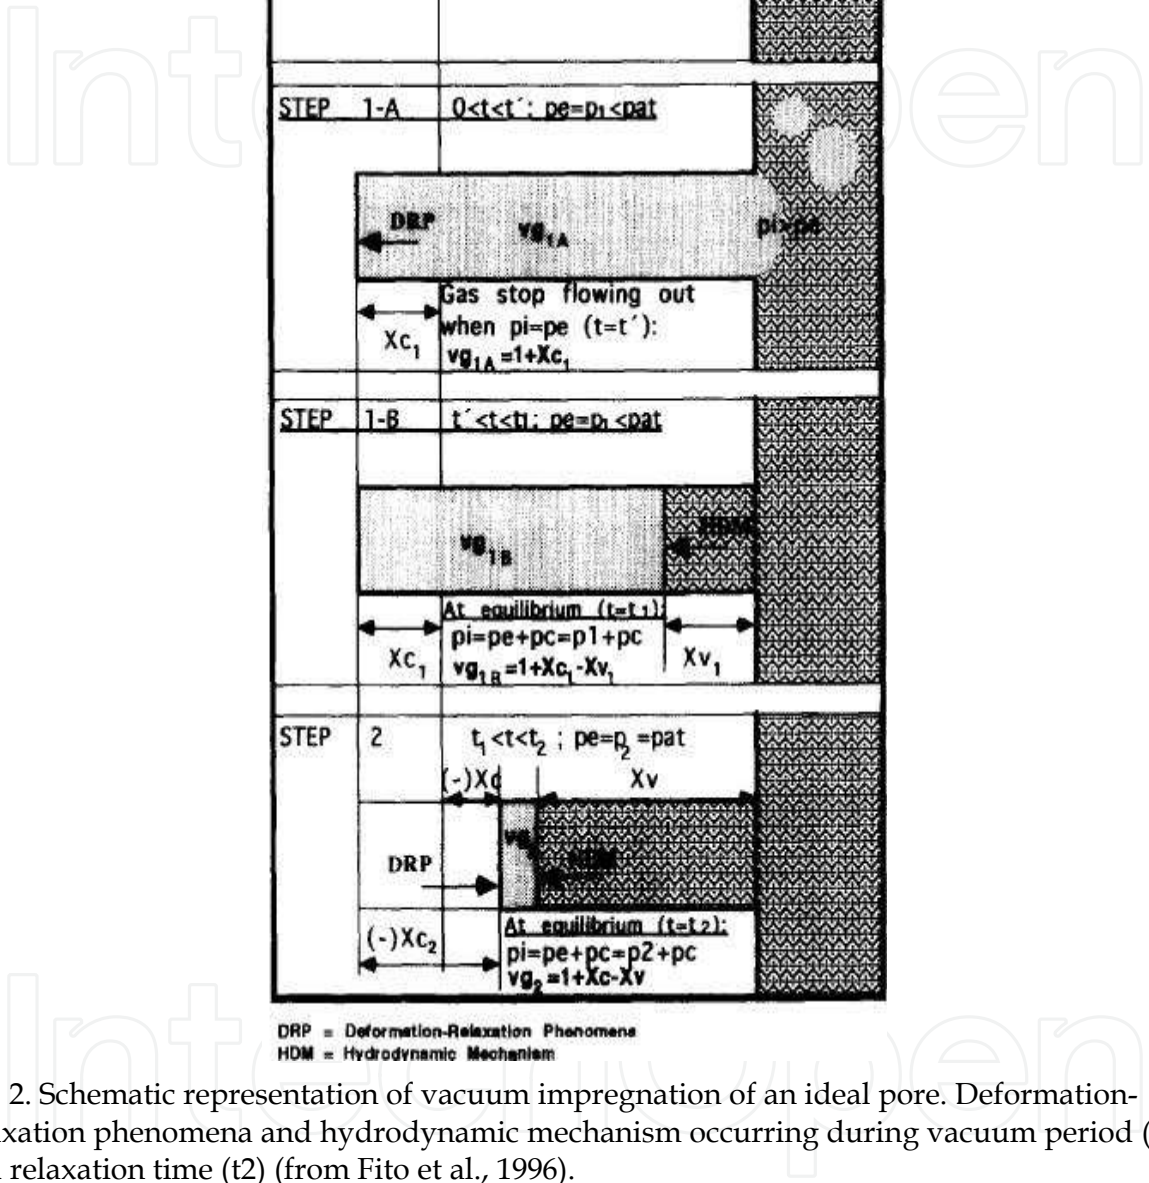 STEP 1-A 0<t<t´; pe=p₁<pat
DRP
vg₁A
pi>pe
Gas stop flowing out
when pi=pe (t=t´):
vg₁A=1+Xc₁
Xc₁
STEP 1-B t´<t<t₁; pe=p₁<pat
HDM
vg₁B
At equilibrium (t=t₁):
pi=pe+pc=p1+pc
vg₁B=1+Xc₁-Xv₁
Xc₁
Xv₁
STEP 2 t₁<t<t₂ ; pe=p₂=pat
(-)Xc
Xv
vg
DRP
HDM
(-)Xc₂
At equilibrium (t=t₂):
pi=pe+pc=p2+pc
vg₂=1+Xc-Xv
DRP = Deformation-Relaxation Phenomena
HDM = Hydrodynamic Mechanism
2. Schematic representation of vacuum impregnation of an ideal pore. Deformation-
xation phenomena and hydrodynamic mechanism occurring during vacuum period (
relaxation time (t2) (from Fito et al., 1996).
IntechOpen
IntechOpen